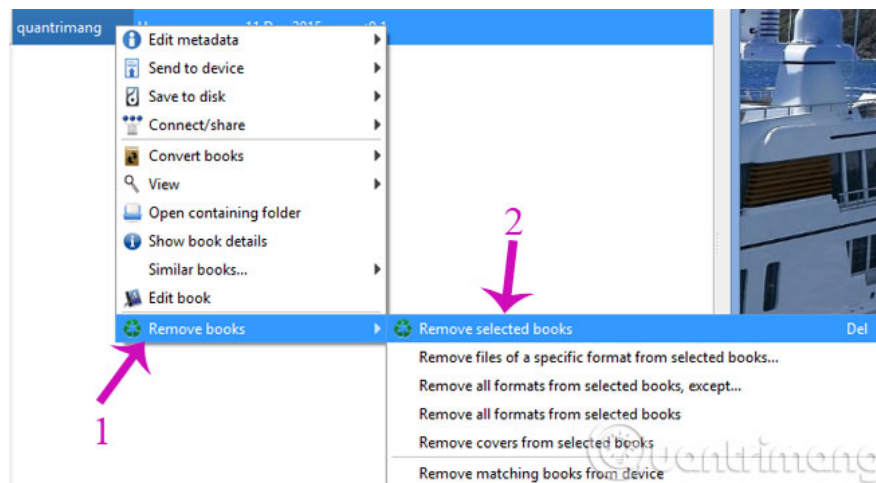 quantrimang
Edit metadata
Send to device
Save to disk
Connect/share
Convert books
View
Open containing folder
Show book details
Similar books...
Edit book
Remove books
1
2
Remove selected books Del
Remove files of a specific format from selected books...
Remove all formats from selected books, except...
Remove all formats from selected books
Remove covers from selected books
Remove matching books from device
Quantrimang